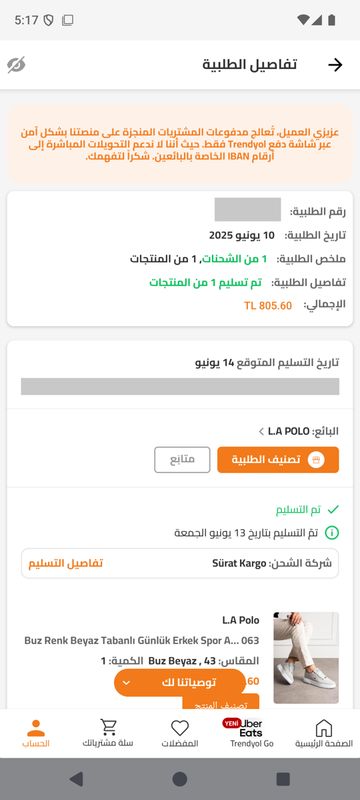 5:17
تفاصيل الطلبية
عزيزي العميل، تُعالج مدفوعات المشتريات المنجزة على منصتنا بشكل آمن
عبر شاشة دفع Trendyol فقط. حيث أننا لا ندعم التحويلات المباشرة إلى
أرقام IBAN الخاصة بالبائعين. شكراً لتفهمك.
رقم الطلبية:
تاريخ الطلبية: 10 يونيو 2025
ملخص الطلبية: 1 من الشحنات, 1 من المنتجات
تفاصيل الطلبية: تم تسليم 1 من المنتجات
الإجمالي: 805.60 TL
تاريخ التسليم المتوقع 14 يونيو
البائع: L.A POLO
تصنيف الطلبية
متابَع
تم التسليم
تمّ التسليم بتاريخ 13 يونيو الجمعة
شركة الشحن: Sürat Kargo
تفاصيل التسليم
L.A Polo
Buz Renk Beyaz Tabanlı Günlük Erkek Spor A... 063
المقاس: Buz Beyaz , 43 الكمية: 1
.60
توصياتنا لك
تصنيف المنتج
الصفحة الرئيسية
YENİ Uber Eats
Trendyol Go
المفضلات
سلة مشترياتك
الحساب